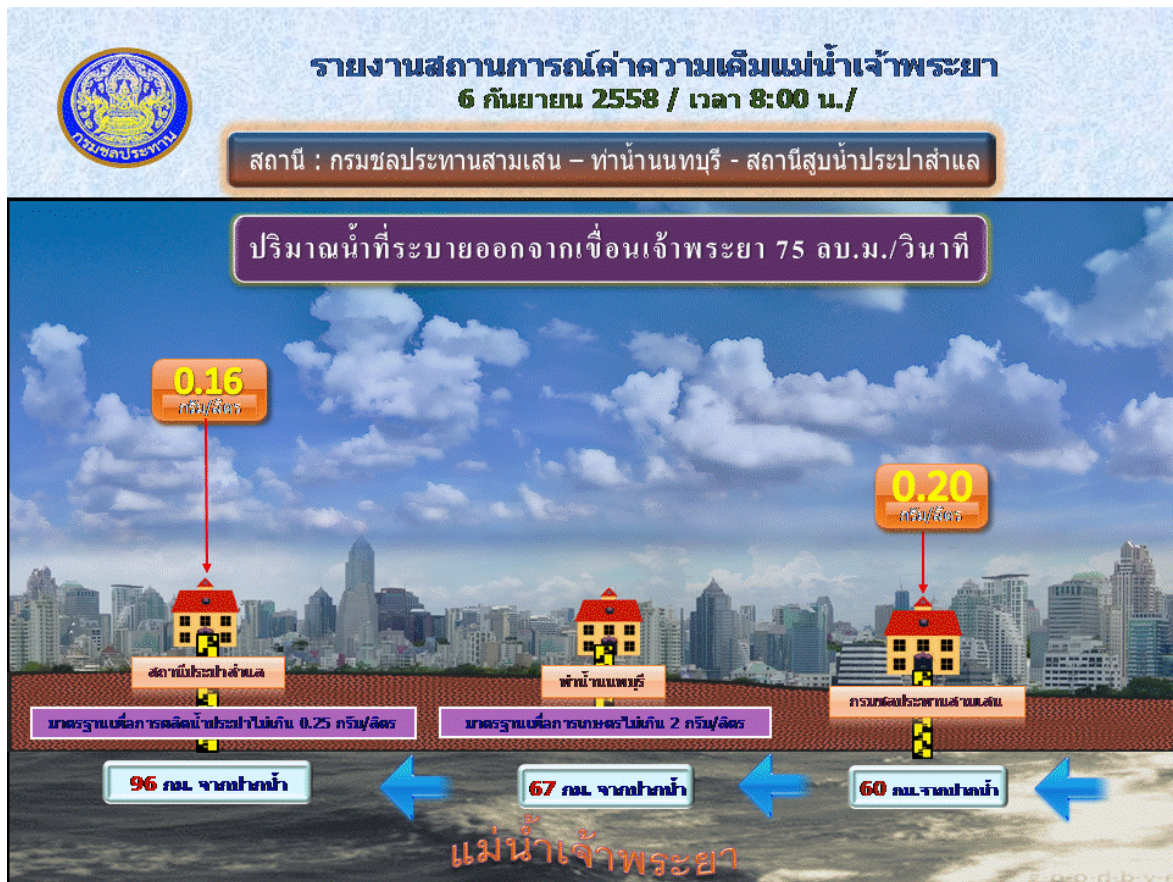 รายงานสถานการณ์ค่าความเค็มแม่น้ำเจ้าพระยา
6 กันยายน 2558 / เวลา 8:00 น./
กรมชลประทาน
สถานี : กรมชลประทานสามเสน – ท่าน้ำนนทบุรี - สถานีสูบน้ำประปาสำแล
ปริมาณน้ำที่ระบายออกจากเขื่อนเจ้าพระยา 75 ลบ.ม./วินาที
0.16
กรัม/ลิตร
0.20
กรัม/ลิตร
สถานีประปาสำแล
ท่าน้ำนนทบุรี
กรมชลประทานสามเสน
มาตรฐานเพื่อการผลิตน้ำประปาไม่เกิน 0.25 กรัม/ลิตร
มาตรฐานเพื่อการเกษตรไม่เกิน 2 กรัม/ลิตร
96 กม. จากปากน้ำ
67 กม. จากปากน้ำ
60 กม.จากปากน้ำ
แม่น้ำเจ้าพระยา